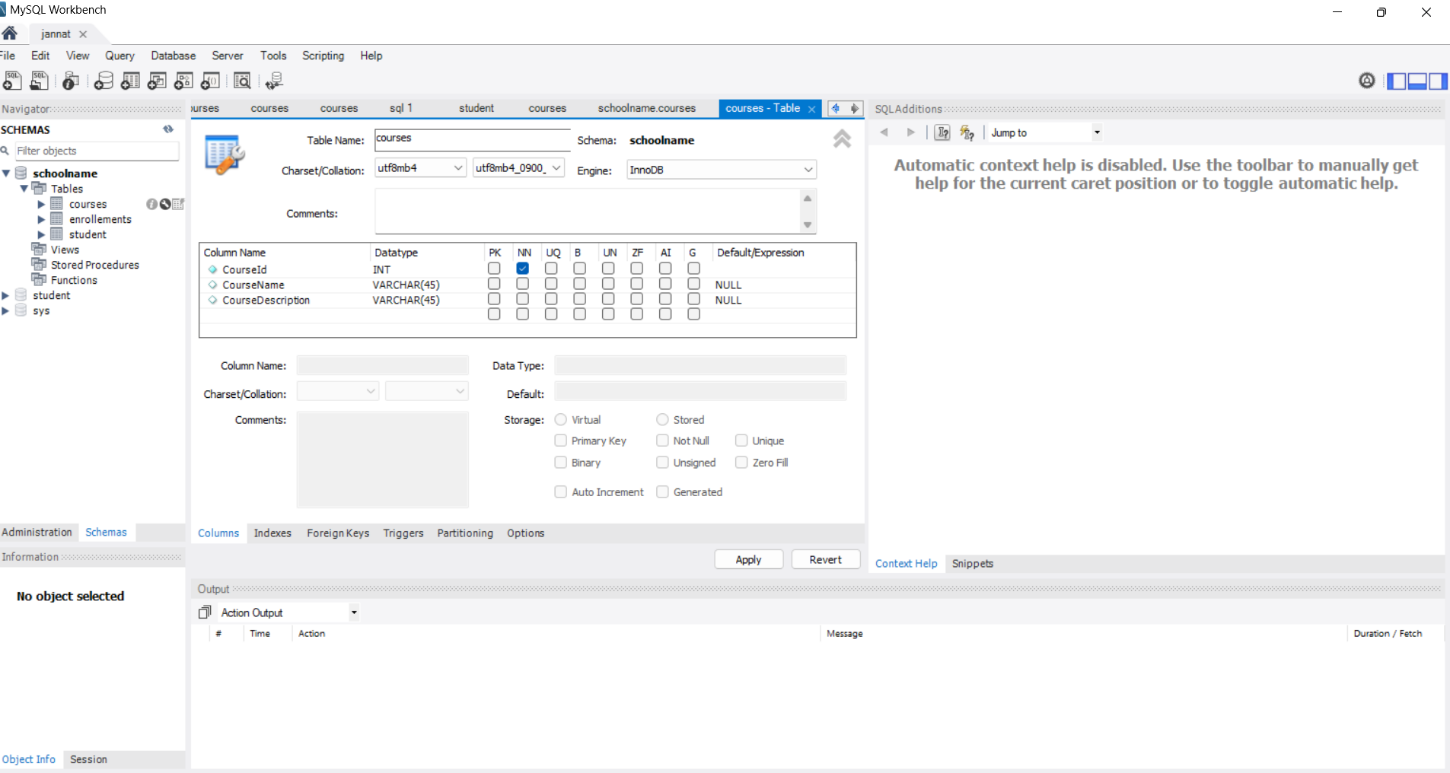 MySQL Workbench
jannat
File Edit View Query Database Server Tools Scripting Help
Navigator
SCHEMAS
Filter objects
schoolname
Tables
courses
enrollements
student
Views
Stored Procedures
Functions
student
sys
Administration Schemas
Information
No object selected
Object Info Session
ourses courses courses sql 1 student courses schoolname.courses courses - Table
Table Name: courses Schema: schoolname
Charset/Collation: utf8mb4 utf8mb4_0900_ Engine: InnoDB
Comments:
Column Name Datatype PK NN UQ B UN ZF AI G Default/Expression
CourseId INT
CourseName VARCHAR(45) NULL
CourseDescription VARCHAR(45) NULL
Column Name: Data Type:
Charset/Collation: Default:
Comments: Storage: Virtual Stored
Primary Key Not Null Unique
Binary Unsigned Zero Fill
Auto Increment Generated
Columns Indexes Foreign Keys Triggers Partitioning Options
Apply Revert
SQLAdditions
Jump to
Automatic context help is disabled. Use the toolbar to manually get
help for the current caret position or to toggle automatic help.
Context Help Snippets
Output
Action Output
# Time Action Message Duration / Fetch